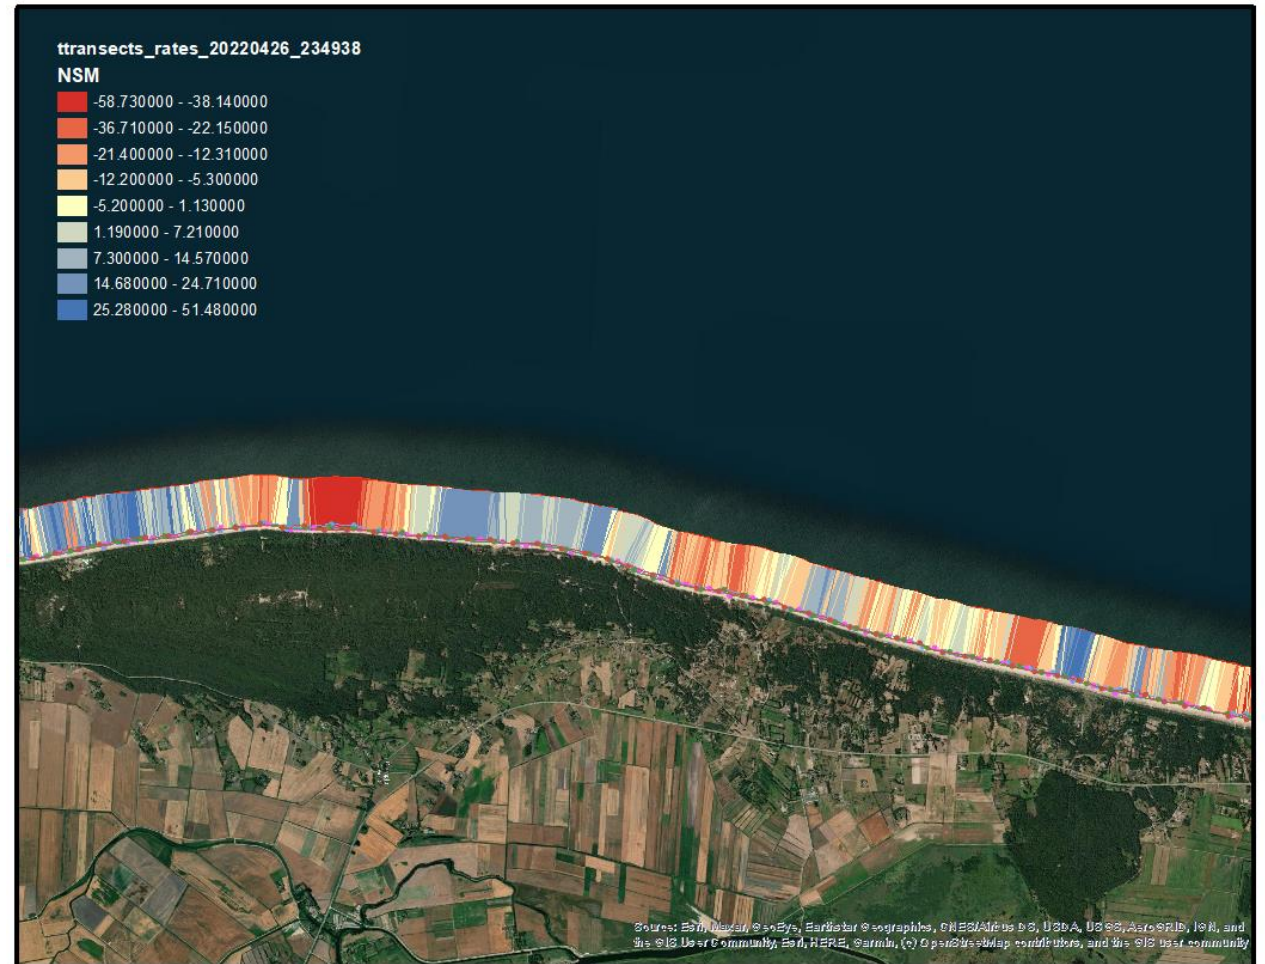 ttransects_rates_20220426_234938
NSM
-58.730000 - -38.140000
-36.710000 - -22.150000
-21.400000 - -12.310000
-12.200000 - -5.300000
-5.200000 - 1.130000
1.190000 - 7.210000
7.300000 - 14.570000
14.680000 - 24.710000
25.280000 - 51.480000
Source: Esri, Maxar, GeoEye, Earthstar Geographics, CNES/Airbus DS, USDA, USGS, AeroGRID, IGN, and
the GIS User Community, Esri, HERE, Garmin, (c) OpenStreetMap contributors, and the GIS user community